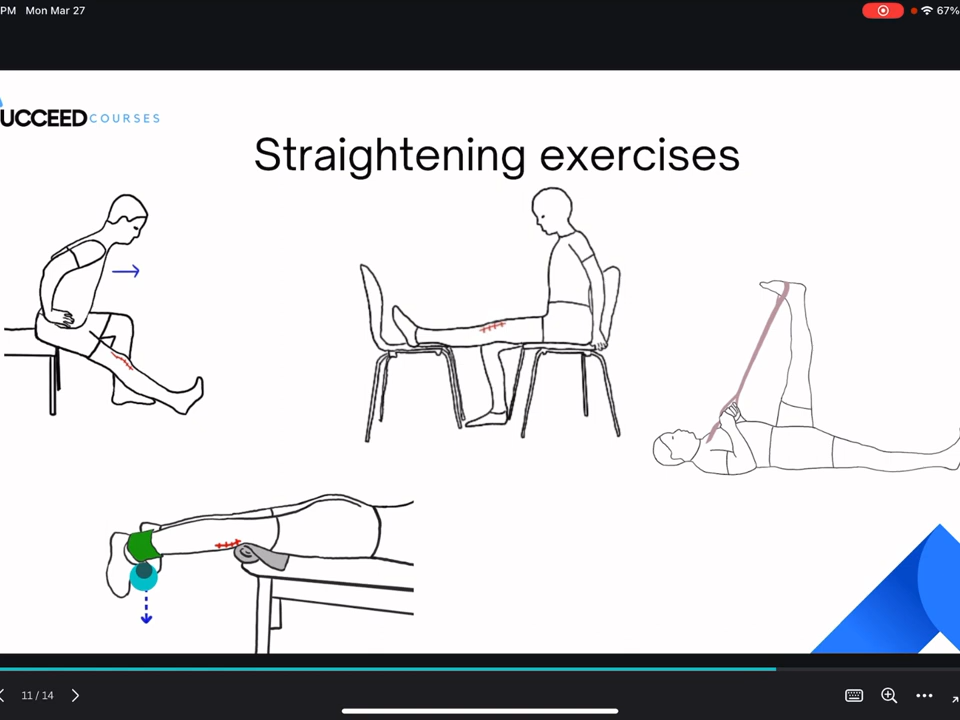 PM Mon Mar 27
67%
UCCEED COURSES
Straightening exercises
11 / 14